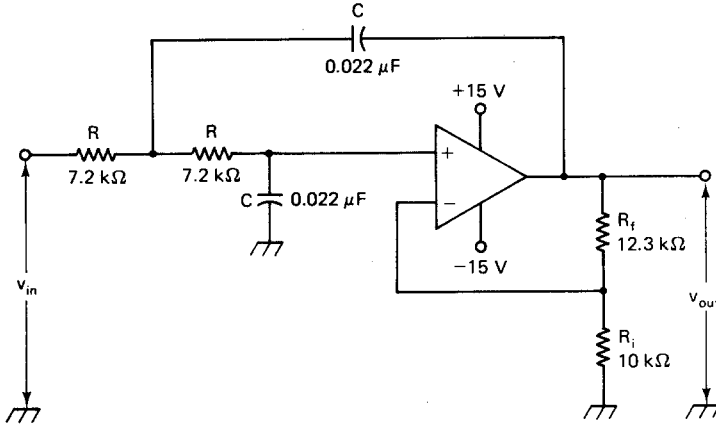 C
0.022 μF
+15 V
R
R
7.2 kΩ
7.2 kΩ
+
−
C
0.022 μF
−15 V
R_f
12.3 kΩ
v_in
v_out
R_i
10 kΩ